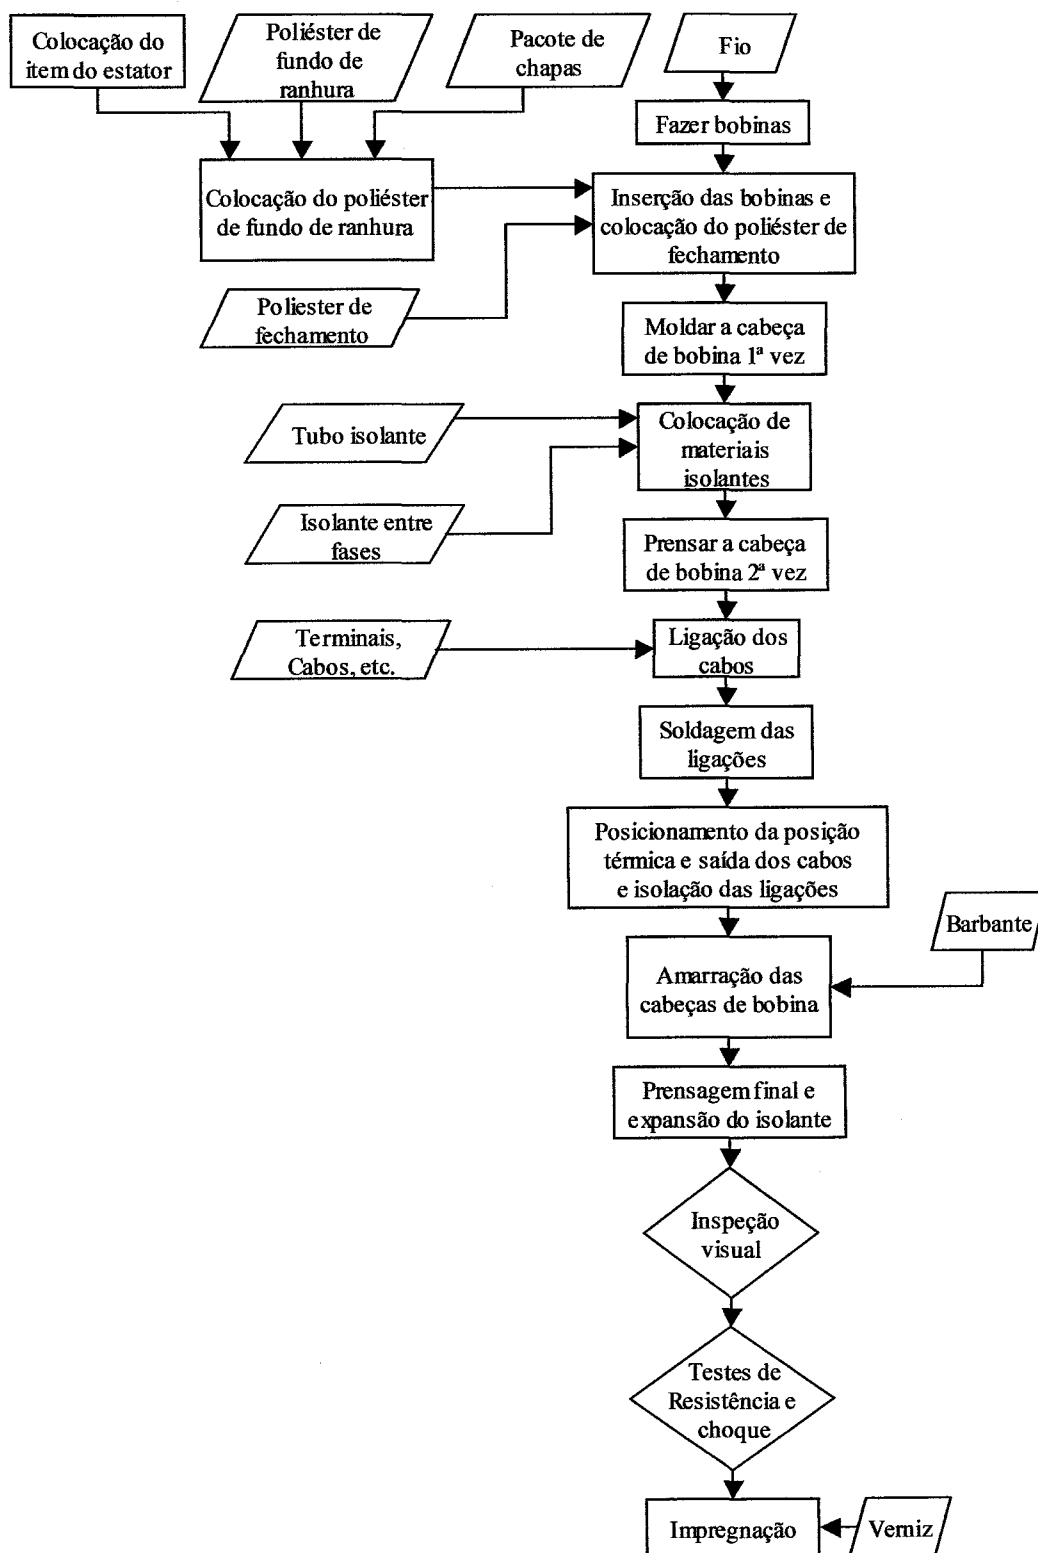 Colocação do
item do estator
Poliéster de
fundo de
ranhura
Pacote de
chapas
Fio
Fazer bobinas
Colocação do poliéster
de fundo de ranhura
Inserção das bobinas e
colocação do poliéster de
fechamento
Poliester de
fechamento
Moldar a cabeça
de bobina 1ª vez
Tubo isolante
Colocação de
materiais
isolantes
Isolante entre
fases
Prensar a cabeça
de bobina 2ª vez
Terminais,
Cabos, etc.
Ligação dos
cabos
Soldagem das
ligações
Posicionamento da posição
térmica e saída dos cabos
e isolação das ligações
Barbante
Amarração das
cabeças de bobina
Prensagem final e
expansão do isolante
Inspeção
visual
Testes de
Resistência e
choque
Impregnação
Verniz